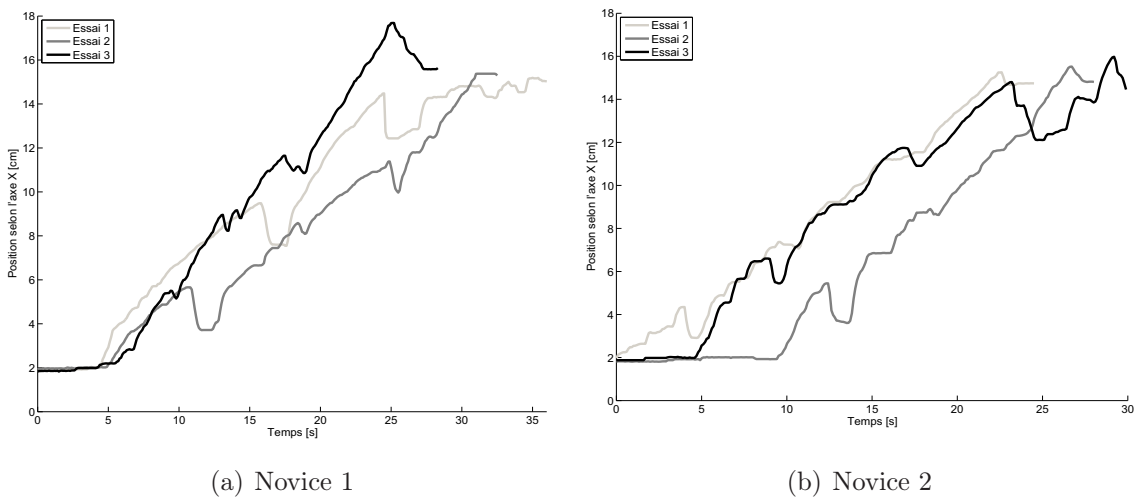 Essai 1
Essai 2
Essai 3
Position selon l'axe X [cm]
18
16
14
12
10
8
6
4
2
0
0 5 10 15 20 25 30 35
Temps [s]
(a) Novice 1
Essai 1
Essai 2
Essai 3
Position selon l'axe X [cm]
18
16
14
12
10
8
6
4
2
0
0 5 10 15 20 25 30
Temps [s]
(b) Novice 2